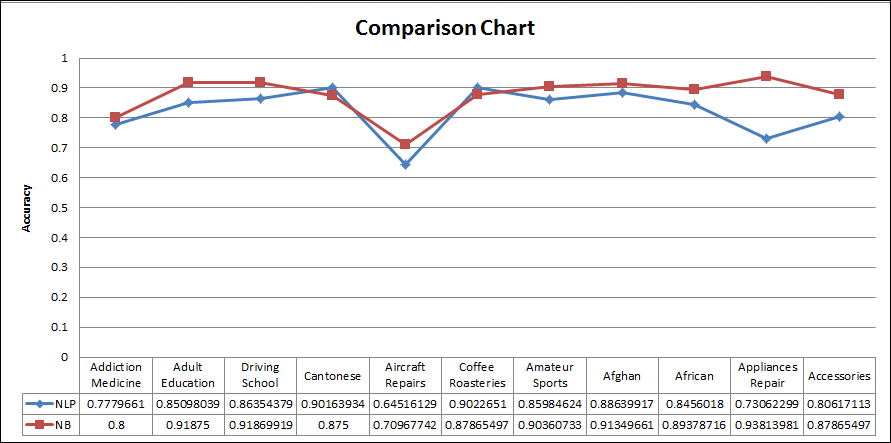 Comparison Chart
1
0.9
0.8
0.7
0.6
0.5
0.4
0.3
0.2
0.1
0
Accuracy
Addiction Medicine Adult Education Driving School Cantonese Aircraft Repairs Coffee Roasteries Amateur Sports Afghan African Appliances Repair Accessories
NLP 0.7779661 0.85098039 0.86354379 0.90163934 0.64516129 0.9022651 0.85984624 0.88639917 0.8456018 0.73062299 0.80617113
NB 0.8 0.91875 0.91869919 0.875 0.70967742 0.87865497 0.90360733 0.91349661 0.89378716 0.93813981 0.87865497